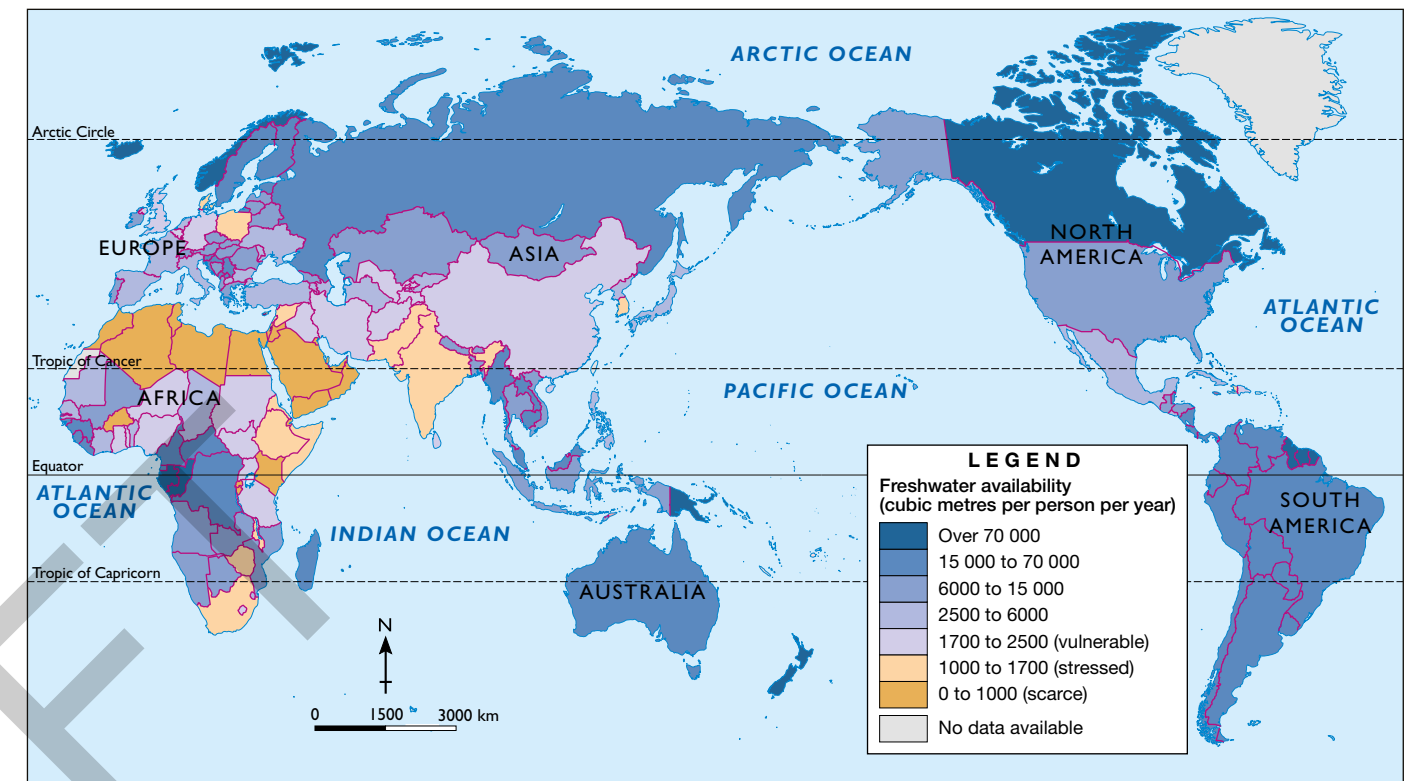 ARCTIC OCEAN
Arctic Circle
EUROPE
ASIA
NORTH
AMERICA
ATLANTIC
OCEAN
Tropic of Cancer
AFRICA
PACIFIC OCEAN
Equator
ATLANTIC
OCEAN
INDIAN OCEAN
SOUTH
AMERICA
Tropic of Capricorn
AUSTRALIA
N
0 1500 3000 km
LEGEND
Freshwater availability
(cubic metres per person per year)
Over 70 000
15 000 to 70 000
6000 to 15 000
2500 to 6000
1700 to 2500 (vulnerable)
1000 to 1700 (stressed)
0 to 1000 (scarce)
No data available